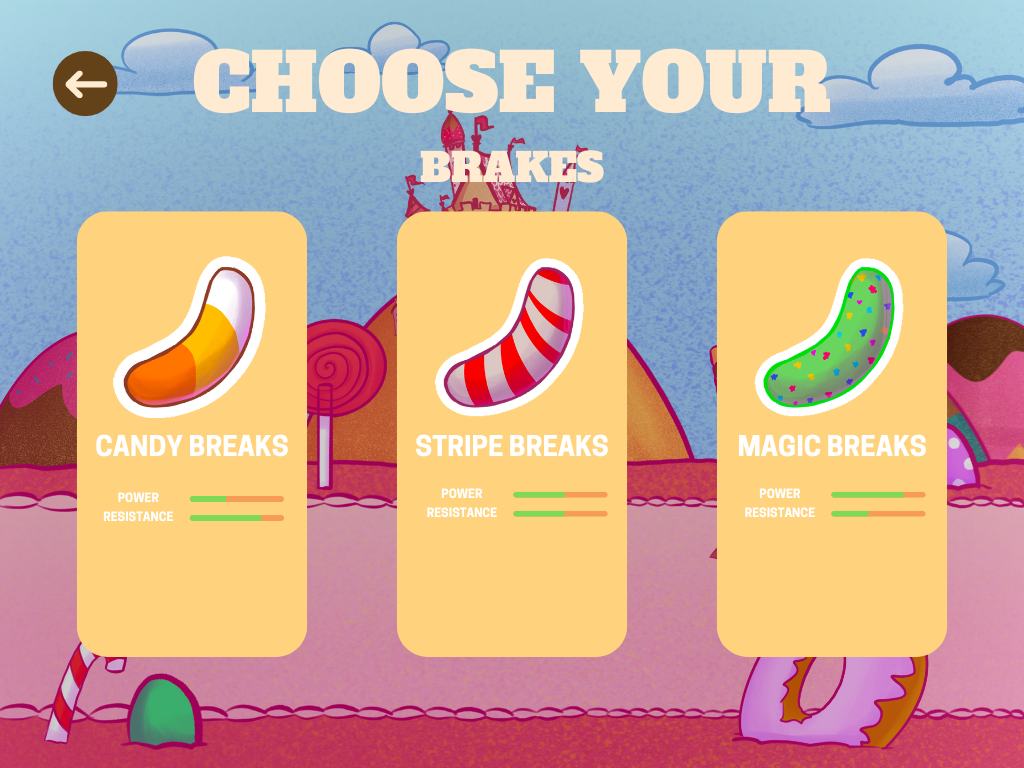 CHOOSE YOUR
BRAKES
CANDY BREAKS
POWER
RESISTANCE
STRIPE BREAKS
POWER
RESISTANCE
MAGIC BREAKS
POWER
RESISTANCE